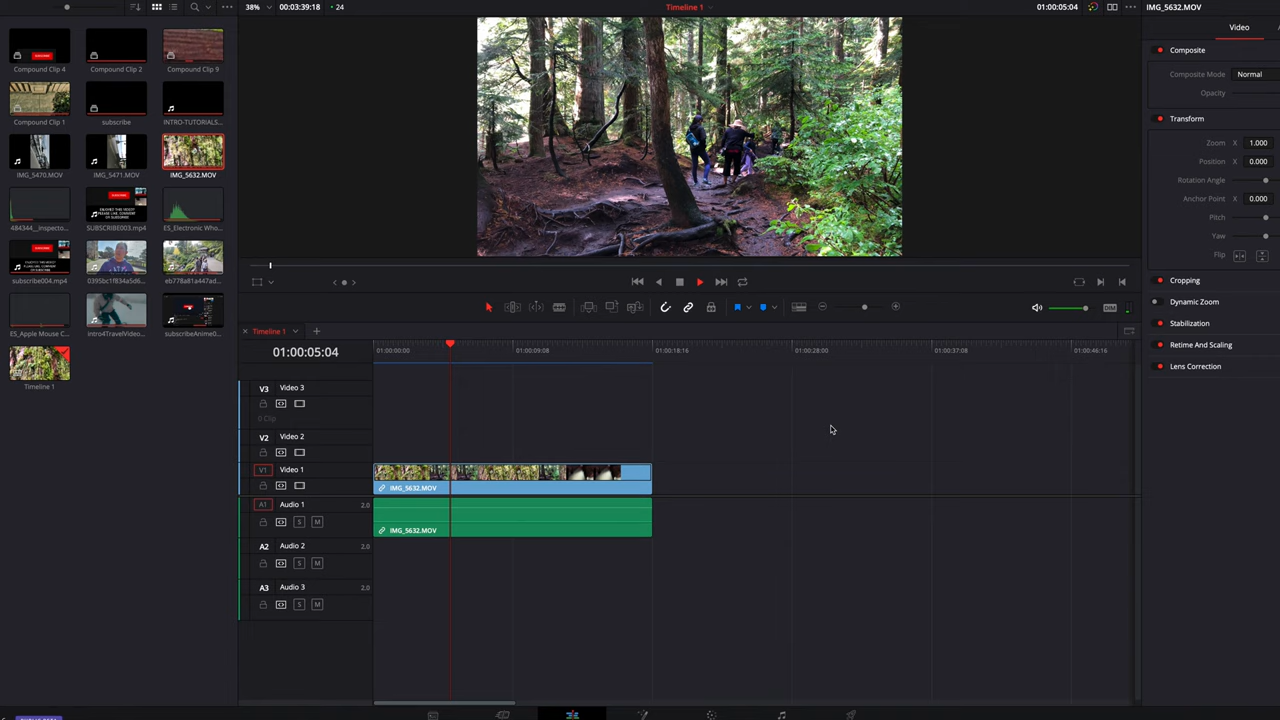 38% 00:03:39:18 24 Timeline 1 01:00:05:04 IMG_5632.MOV
Video
Compound Clip 4 Compound Clip 2 Compound Clip 9
Compound Clip 1 subscribe INTRO-TUTORIALS...
IMG_5470.MOV IMG_5471.MOV IMG_5632.MOV
484344__inspecto... SUBSCRIBE003.mp4 ES_Electronic Who...
subscribe004.mp4 0395bc1f834a5d6... eb778a81a447ad...
ES_Apple Mouse C... intro4TravelVideo... subscribeAnime0...
Timeline 1
Composite
Composite Mode Normal
Opacity
Transform
Zoom X 1.000
Position X 0.000
Rotation Angle
Anchor Point X 0.000
Pitch
Yaw
Flip
Cropping
Dynamic Zoom
Stabilization
Retime And Scaling
Lens Correction
DIM
Timeline 1
01:00:05:04 01:00:00:00 01:00:09:08 01:00:18:16 01:00:28:00 01:00:37:08 01:00:46:16
V3 Video 3
0 Clip
V2 Video 2
V1 Video 1
IMG_5632.MOV
A1 Audio 1 2.0
S M
IMG_5632.MOV
A2 Audio 2 2.0
S M
A3 Audio 3 2.0
S M